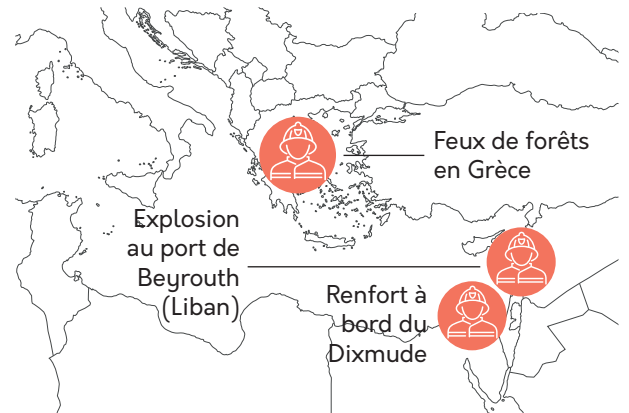 Feux de forêts
en Grèce
Explosion
au port de
Beyrouth
(Liban)
Renfort à
bord du
Dixmude